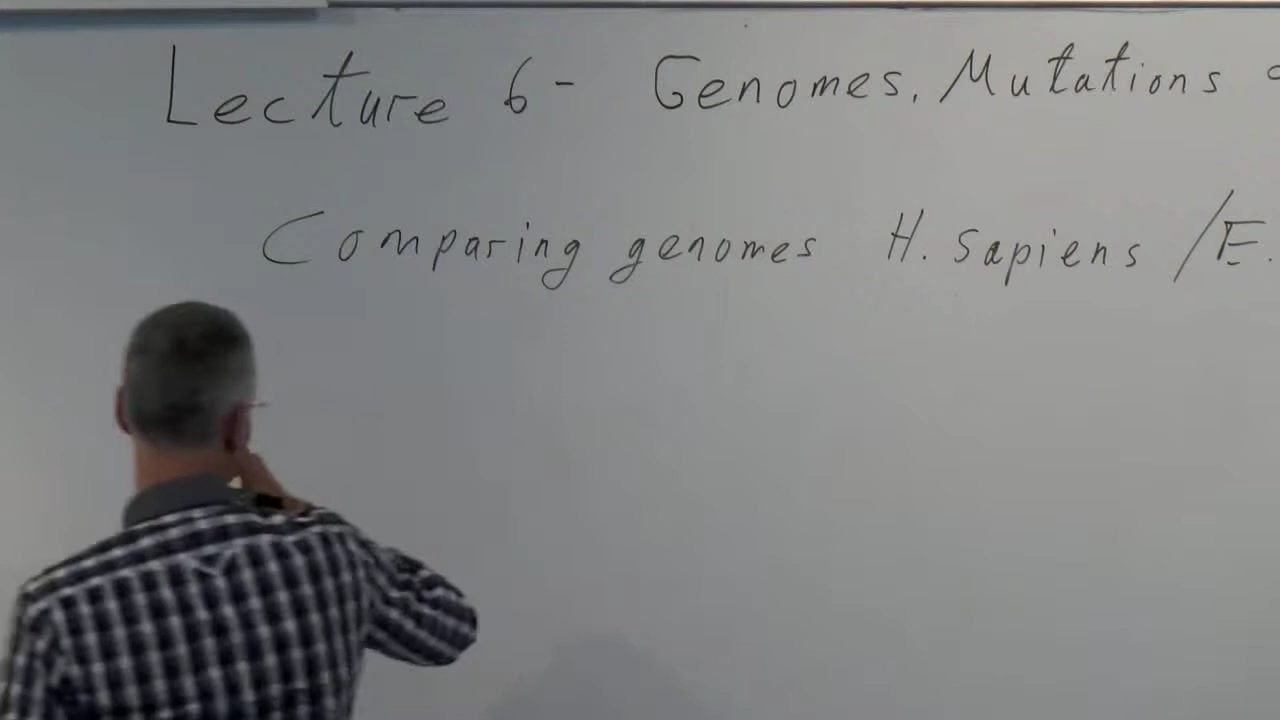 Lecture 6- Genomes, Mutations
Comparing genomes H. sapiens /E.